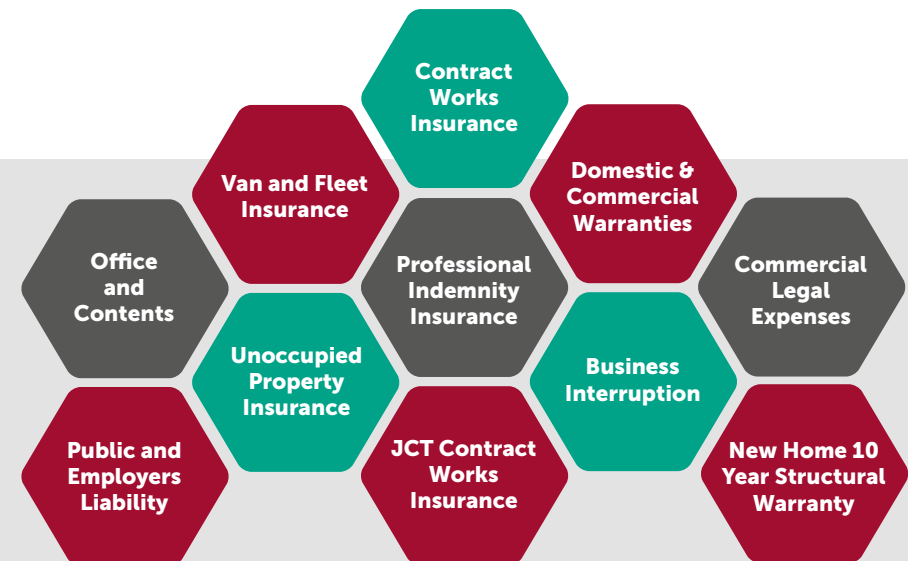 Contract
Works
Insurance
Van and Fleet
Insurance
Domestic &
Commercial
Warranties
Office
and
Contents
Professional
Indemnity
Insurance
Commercial
Legal
Expenses
Unoccupied
Property
Insurance
Business
Interruption
Public and
Employers
Liability
JCT Contract
Works
Insurance
New Home 10
Year Structural
Warranty